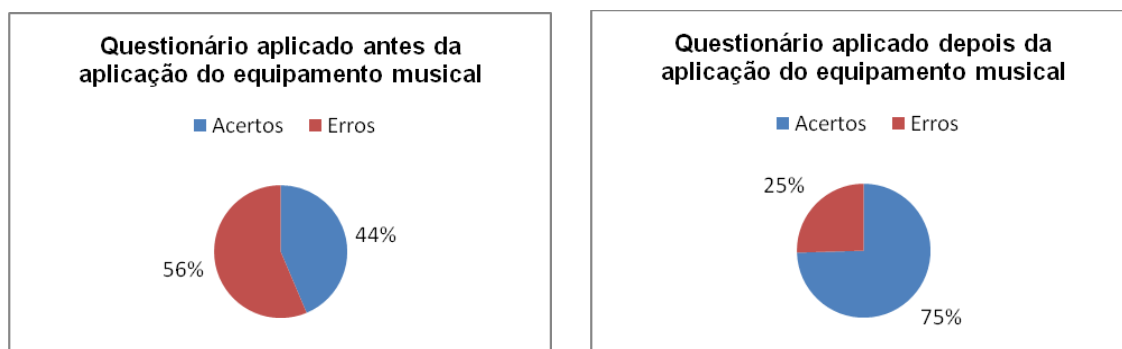 Questionário aplicado antes da
aplicação do equipamento musical
Acertos Erros
44%
56%
Questionário aplicado depois da
aplicação do equipamento musical
Acertos Erros
25%
75%